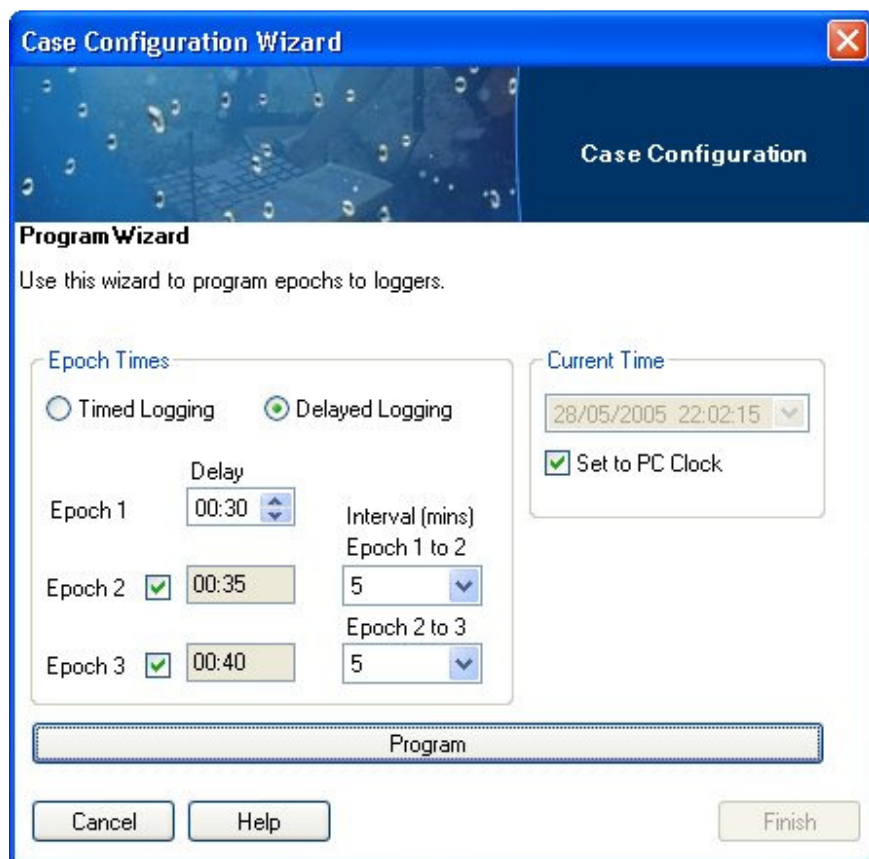 Case Configuration Wizard
Case Configuration
Program Wizard
Use this wizard to program epochs to loggers.
Epoch Times
Timed Logging
Delayed Logging
Delay
Epoch 1
00:30
Interval (mins)
Epoch 1 to 2
Epoch 2
00:35
5
Epoch 2 to 3
Epoch 3
00:40
5
Current Time
28/05/2005 22:02:15
Set to PC Clock
Program
Cancel
Help
Finish